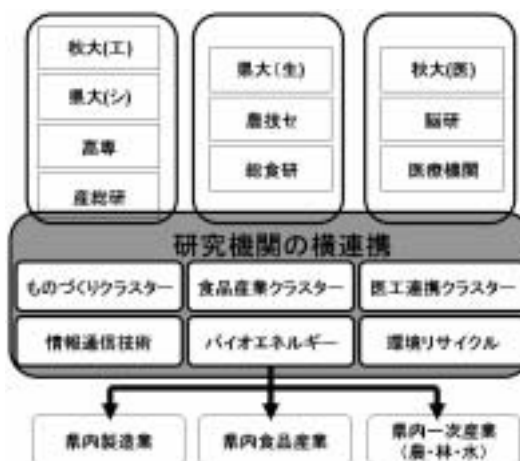 秋大(工)
県大(シ)
高専
産総研
県大(生)
農技セ
総食研
秋大(医)
脳研
医療機関
研究機関の横連携
ものづくりクラスター
食品産業クラスター
医工連携クラスター
情報通信技術
バイオエネルギー
環境リサイクル
県内製造業
県内食品産業
県内一次産業
(農・林・水)